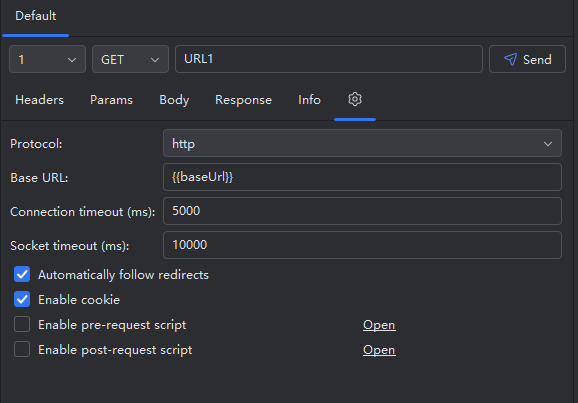 Default
1 GET URL1 Send
Headers Params Body Response Info
Protocol: http
Base URL: {{baseUrl}}
Connection timeout (ms): 5000
Socket timeout (ms): 10000
Automatically follow redirects
Enable cookie
Enable pre-request script Open
Enable post-request script Open